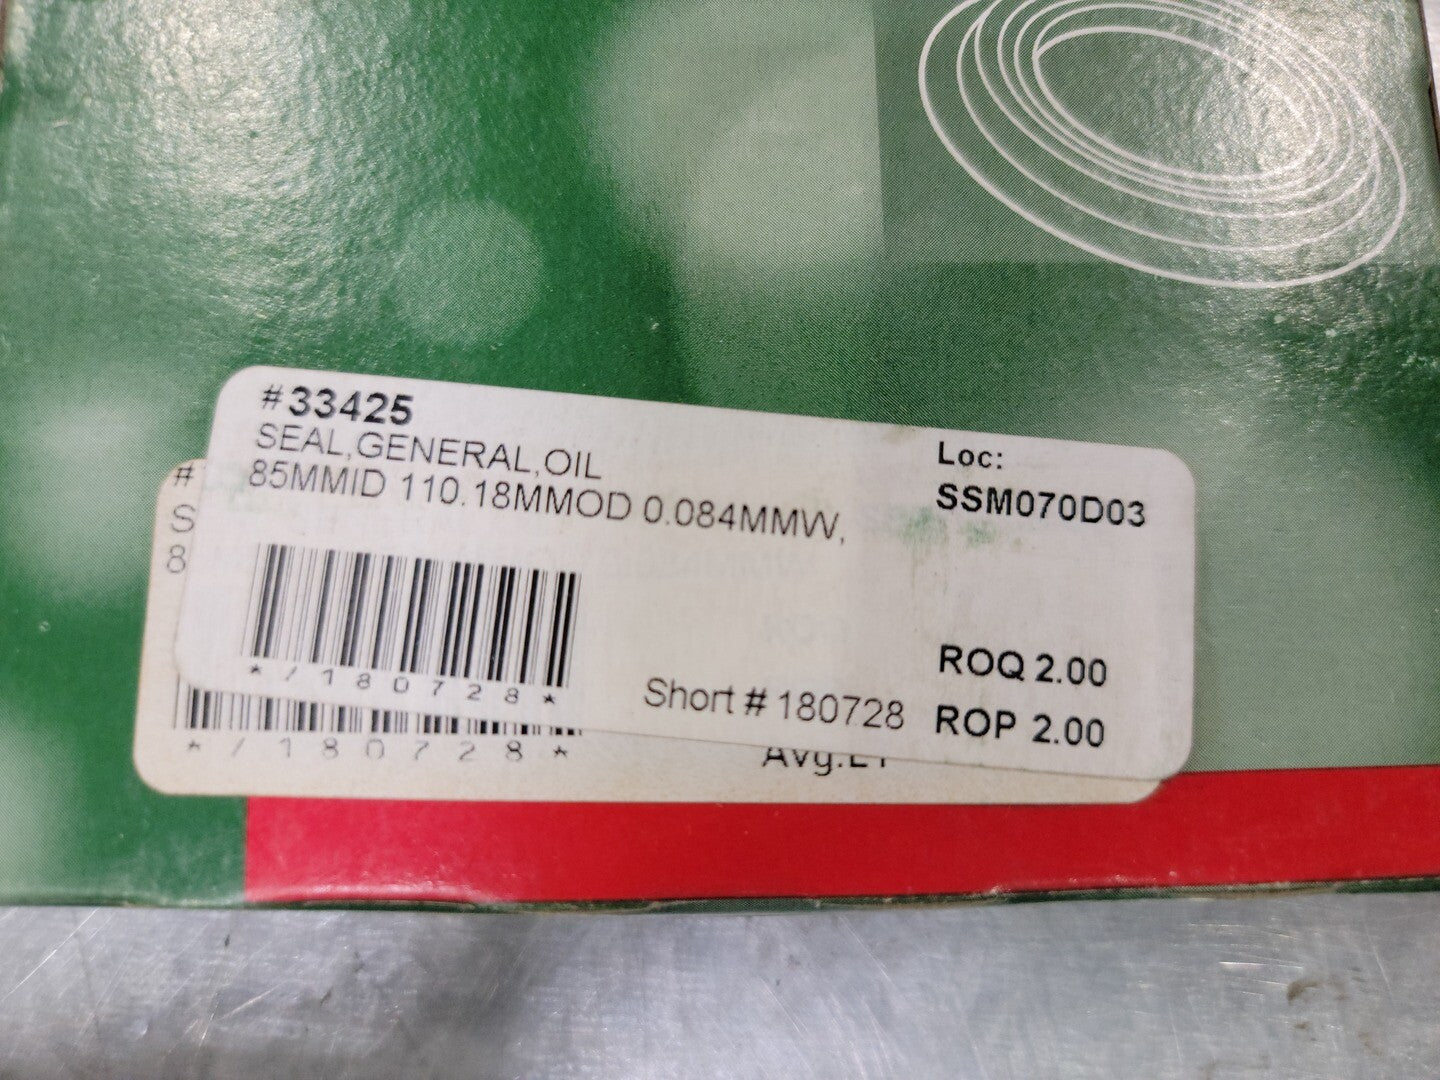 #33425
SEAL,GENERAL,OIL
85MMID 110.18MMOD 0.084MMW,
Loc:
SSM070D03
*/180728*
Short # 180728
ROQ 2.00
ROP 2.00
#
S
8
*/180728*